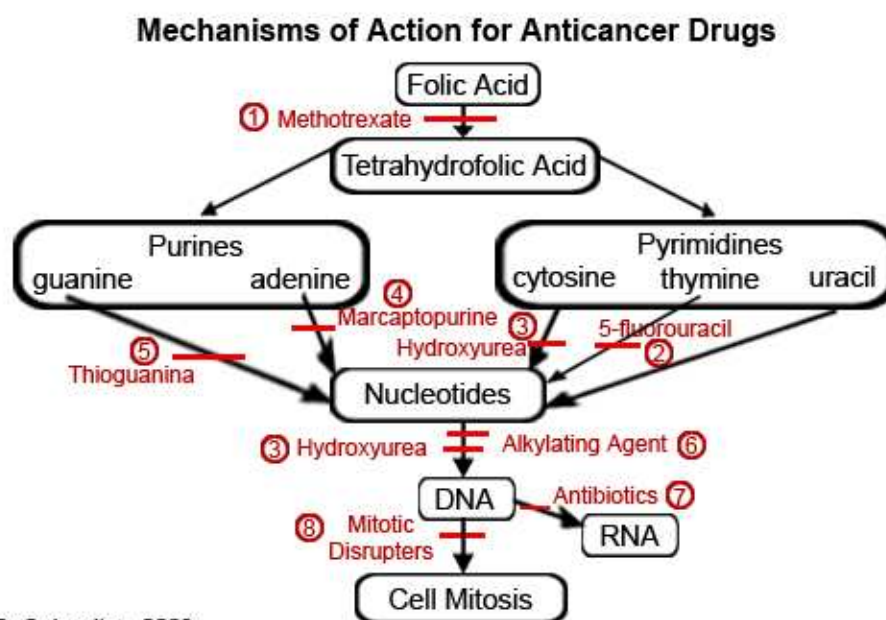 Mechanisms of Action for Anticancer Drugs
Folic Acid
① Methotrexate
Tetrahydrofolic Acid
Purines
guanine adenine
Pyrimidines
cytosine thymine uracil
④
Marcaptopurine
③
Hydroxyurea
5-fluorouracil
②
⑤
Thioguanina
Nucleotides
③ Hydroxyurea
Alkylating Agent ⑥
DNA
Antibiotics ⑦
RNA
⑧ Mitotic
Disrupters
Cell Mitosis